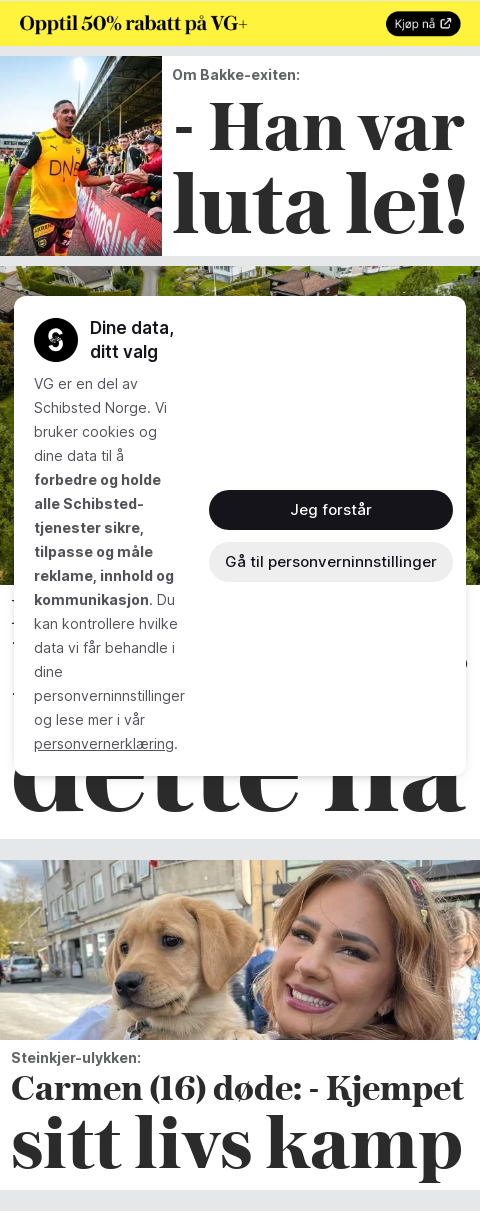 Opptil 50% rabatt på VG+
Kjøp nå
Om Bakke-exiten:
- Han var
luta lei!
DNB
Dine data,
ditt valg
VG er en del av
Schibsted Norge. Vi
bruker cookies og
dine data til å
forbedre og holde
alle Schibsted-
tjenester sikre,
tilpasse og måle
reklame, innhold og
kommunikasjon. Du
kan kontrollere hvilke
data vi får behandle i
dine
personverninnstillinger
og lese mer i vår
personvernerklæring.
Jeg forstår
Gå til personverninnstillinger
dette nå
Steinkjer-ulykken:
Carmen (16) døde: - Kjempet
sitt livs kamp